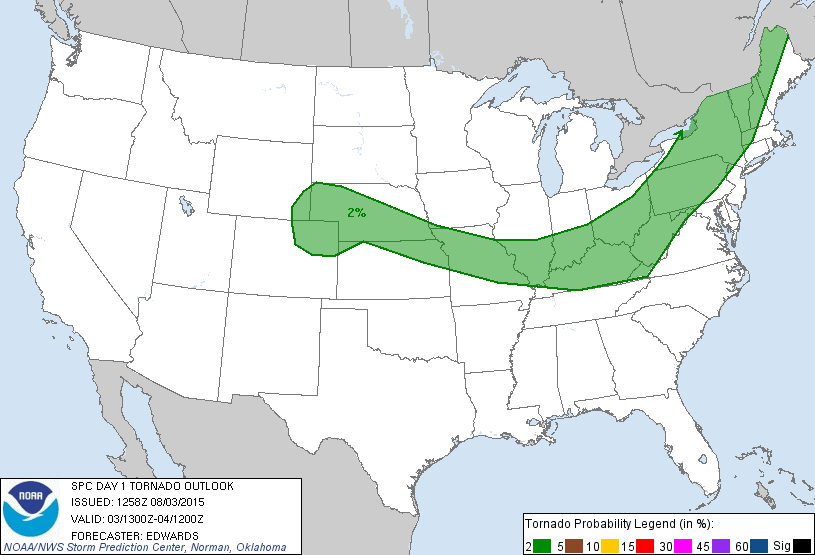 2%
NOAA
SPC DAY 1 TORNADO OUTLOOK
ISSUED: 1258Z 08/03/2015
VALID: 03/1300Z-04/1200Z
FORECASTER: EDWARDS
NOAA/NWS Storm Prediction Center, Norman, Oklahoma
Tornado Probability Legend (in %):
2 5 10 15 30 45 60 Sig